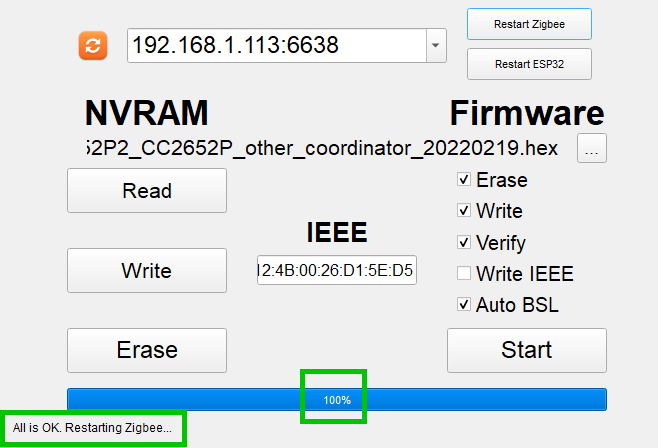 192.168.1.113:6638
Restart Zigbee
Restart ESP32
NVRAM
Firmware
52P2_CC2652P_other_coordinator_20220219.hex
...
Read
Erase
Write
Verify
Write IEEE
Auto BSL
IEEE
Write
12:4B:00:26:D1:5E:D5
Erase
Start
100%
All is OK. Restarting Zigbee...